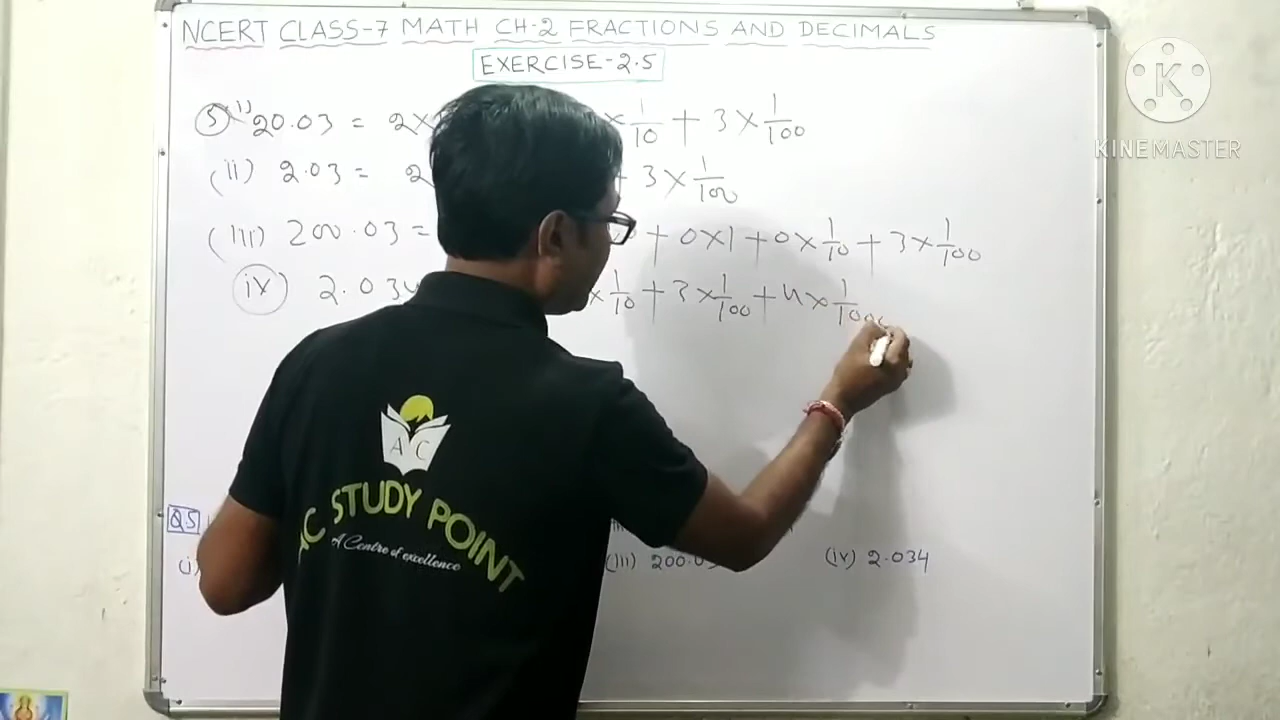 NCERT CLASS-7 MATH CH-2 FRACTIONS AND DECIMALS
EXERCISE-2.5
K
KINEMASTER
5 i) 20.03 = 2× × 1/10 + 3 × 1/100
(ii) 2.03 = 2 + 3 × 1/100
(iii) 200.03 = + 0×1 + 0 × 1/10 + 3 × 1/100
iv) 2.034 × 1/10 + 3 × 1/100 + 4 × 1/1000
A C
C STUDY POINT
A Centre of excellence
Q.5
(i) (iii) 200.03 (iv) 2.034